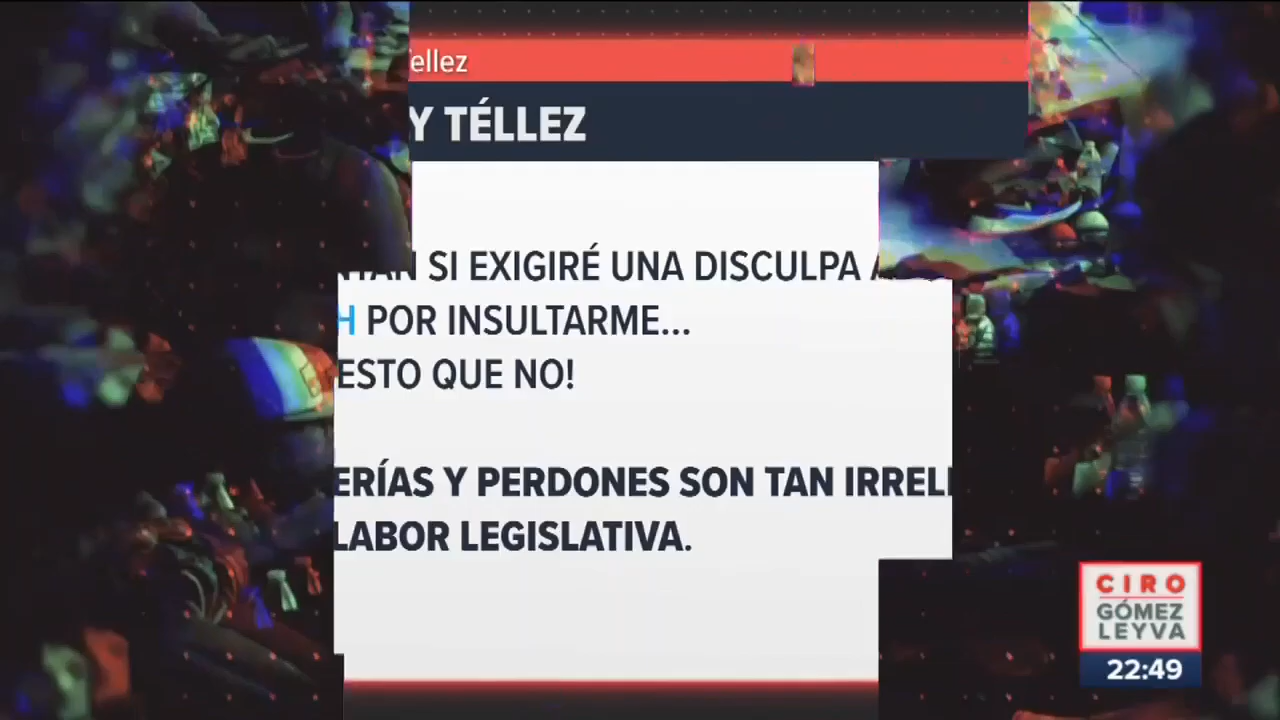 ellez
Y TÉLLEZ
NTAN SI EXIGIRÉ UNA DISCULPA A
H POR INSULTARME...
ESTO QUE NO!
ERÍAS Y PERDONES SON TAN IRREL
LABOR LEGISLATIVA.
CIRO
GÓMEZ
LEYVA
22:49